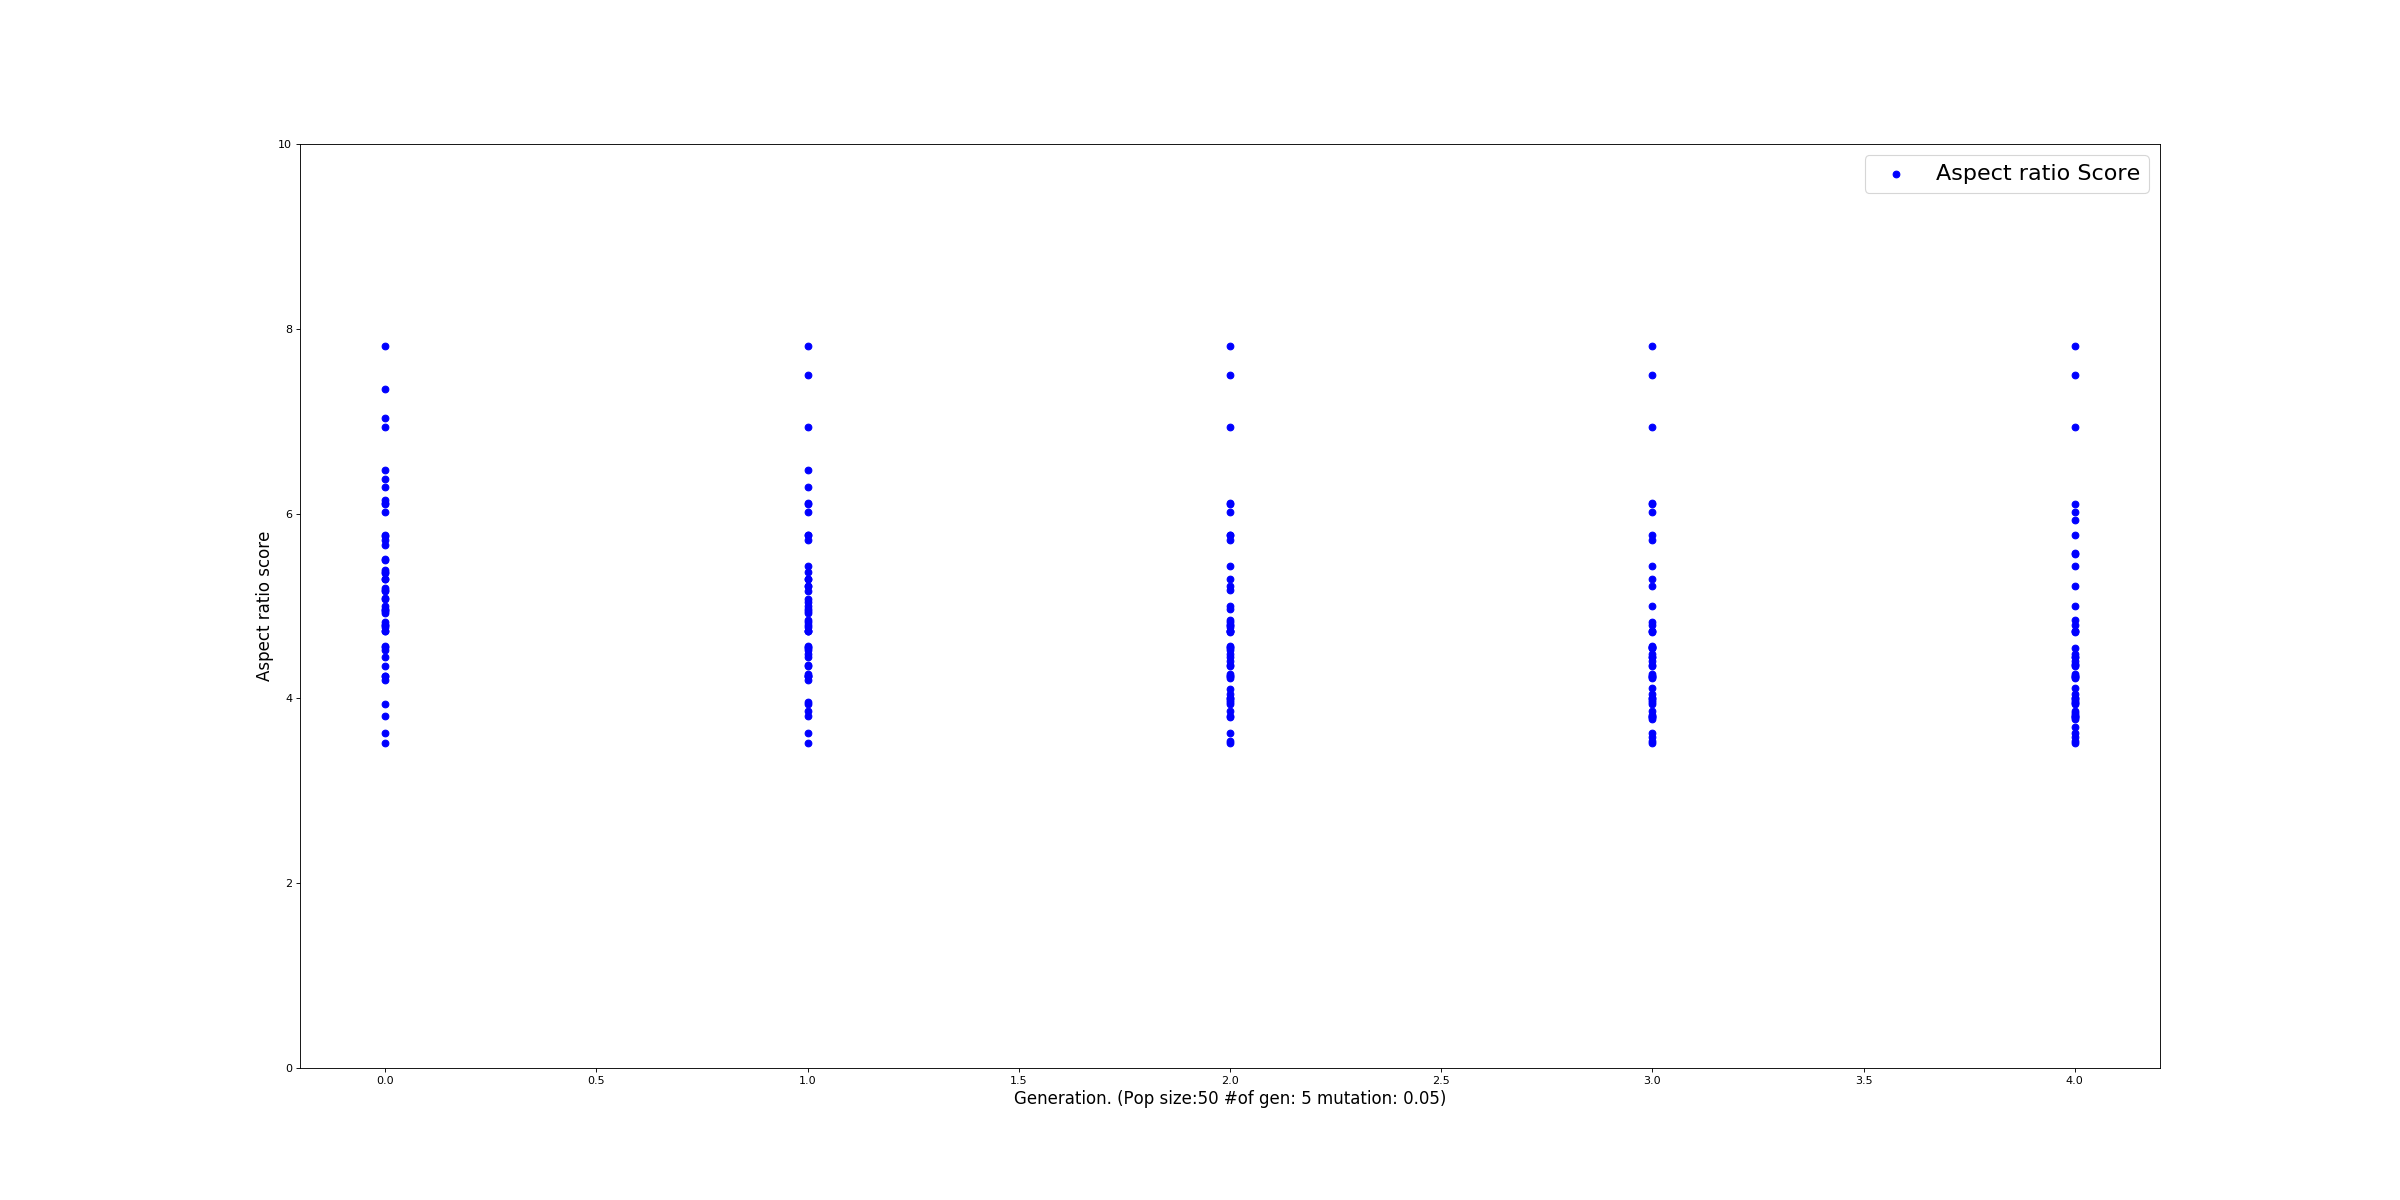 10
Aspect ratio Score
8
6
Aspect ratio score
4
2
0
0.0 0.5 1.0 1.5 2.0 2.5 3.0 3.5 4.0
Generation. (Pop size:50 #of gen: 5 mutation: 0.05)